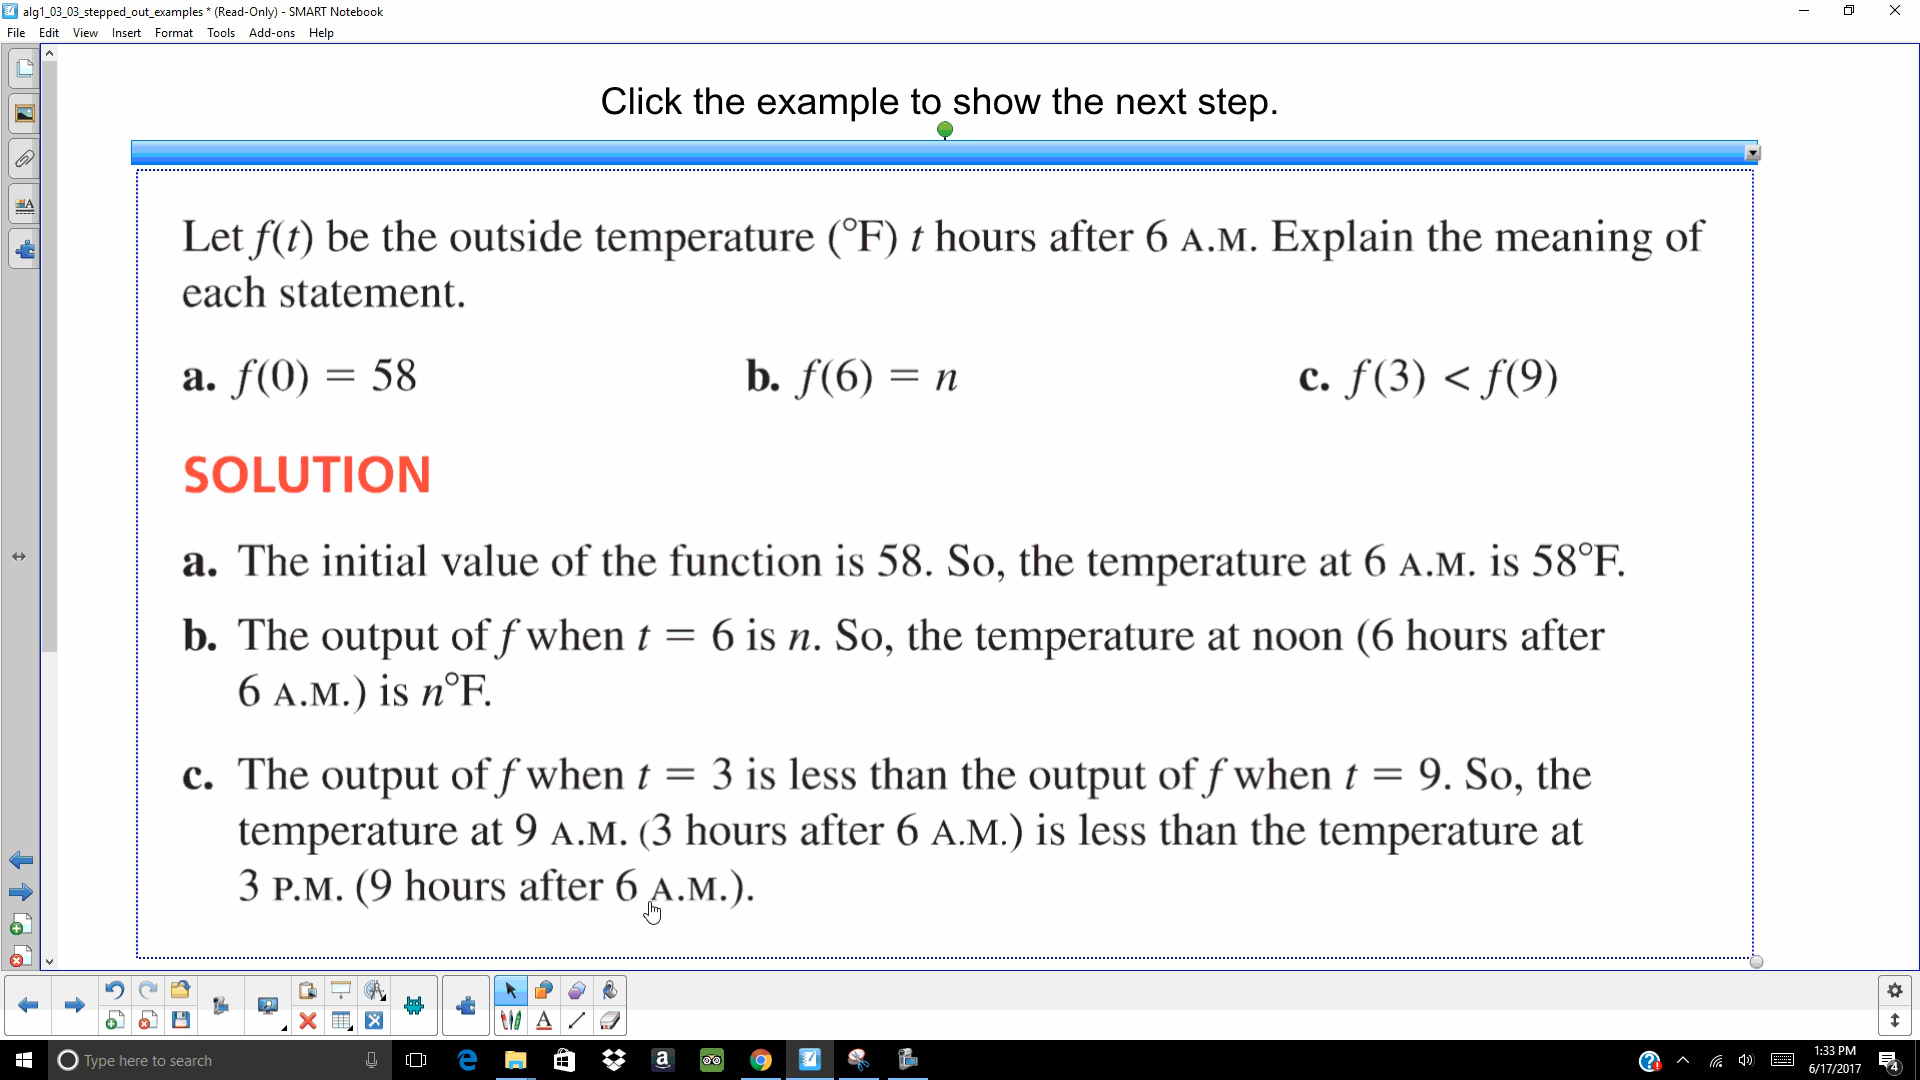 alg1_03_03_stepped_out_examples * (Read-Only) - SMART Notebook
File Edit View Insert Format Tools Add-ons Help
Click the example to show the next step.
Let f(t) be the outside temperature (°F) t hours after 6 A.M. Explain the meaning of
each statement.
a. f(0) = 58 b. f(6) = n c. f(3) < f(9)
SOLUTION
a. The initial value of the function is 58. So, the temperature at 6 A.M. is 58°F.
b. The output of f when t = 6 is n. So, the temperature at noon (6 hours after
6 A.M.) is n°F.
c. The output of f when t = 3 is less than the output of f when t = 9. So, the
temperature at 9 A.M. (3 hours after 6 A.M.) is less than the temperature at
3 P.M. (9 hours after 6 A.M.).
Type here to search
1:33 PM
6/17/2017
4